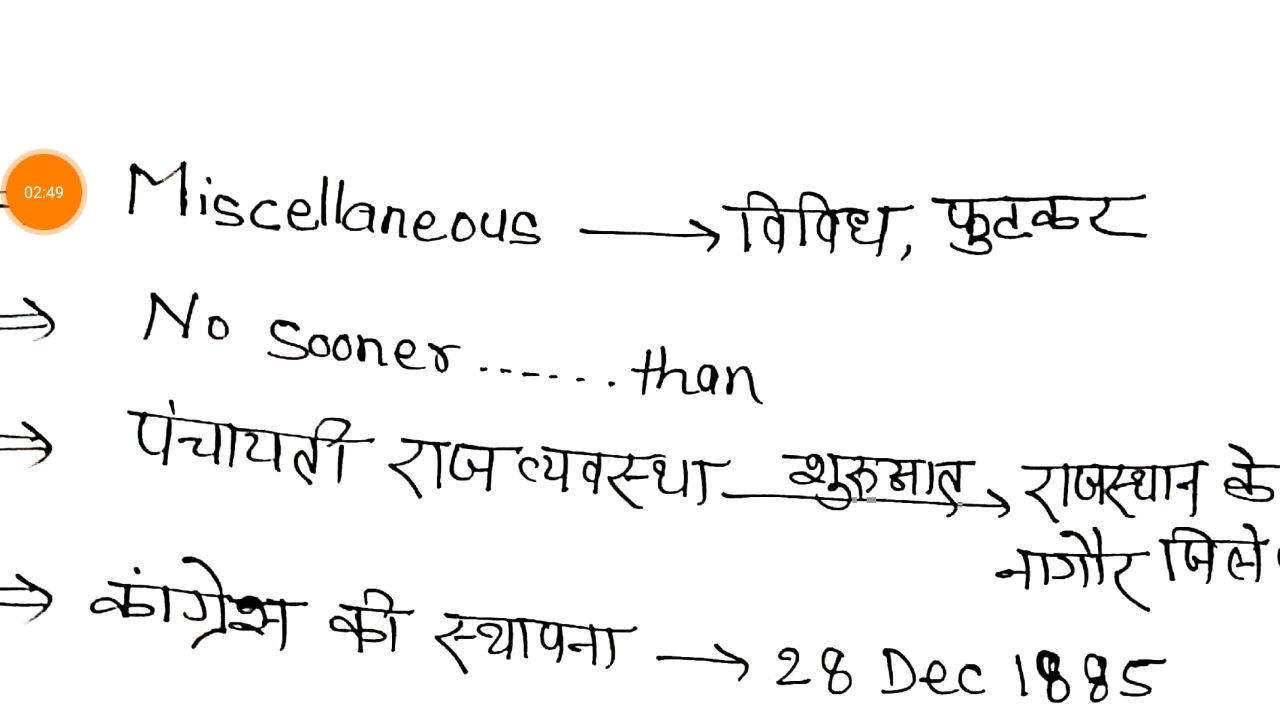 02:49
Miscellaneous → विविध, फुटकर
⇒ No Sooner ....... than
⇒ पंचायती राज व्यवस्था शुरुआत → राजस्थान के
नागौर जिले
⇒ कांग्रेस की स्थापना → 28 Dec 1885